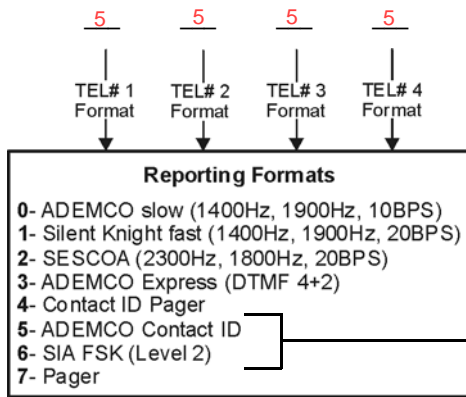 5 5 5 5
TEL# 1 TEL# 2 TEL# 3 TEL# 4
Format Format Format Format
Reporting Formats
0- ADEMCO slow (1400Hz, 1900Hz, 10BPS)
1- Silent Knight fast (1400Hz, 1900Hz, 20BPS)
2- SESCOA (2300Hz, 1800Hz, 20BPS)
3- ADEMCO Express (DTMF 4+2)
4- Contact ID Pager
5- ADEMCO Contact ID
6- SIA FSK (Level 2)
7- Pager